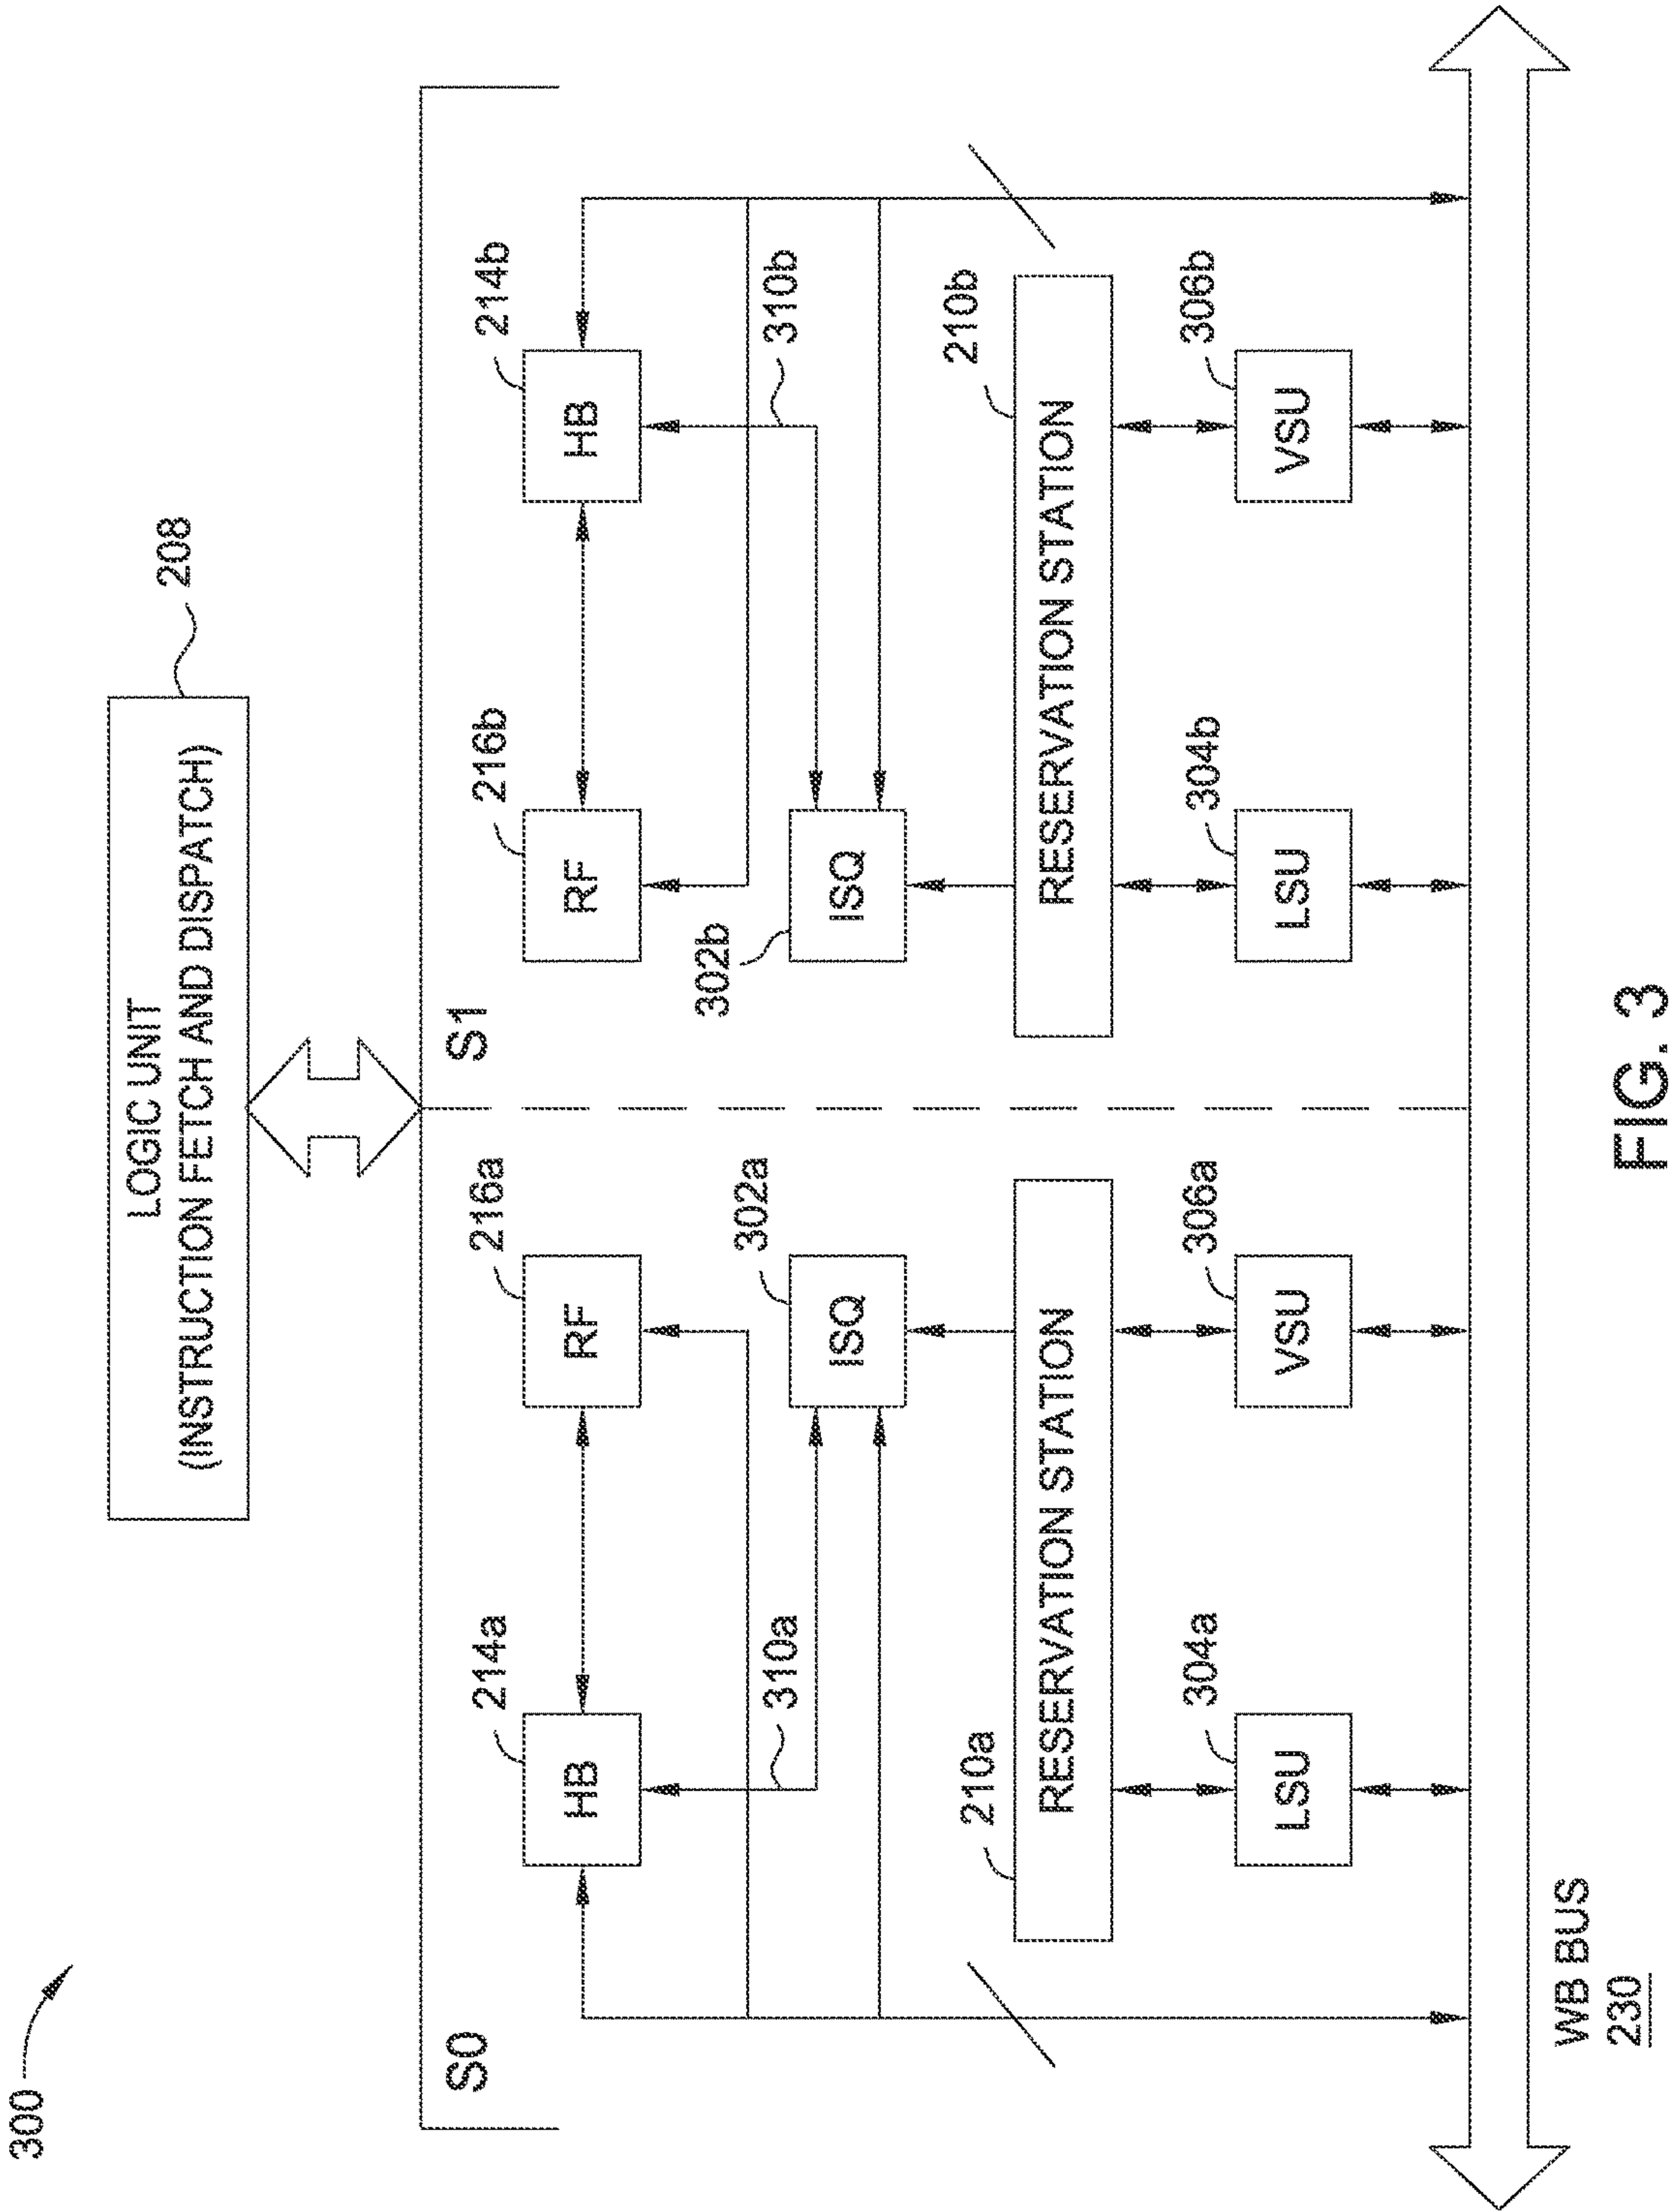 300
LOGIC UNIT
(INSTRUCTION FETCH AND DISPATCH)
208
S0
S1
214a
216a
216b
214b
HB
RF
RF
HB
310a
302a
302b
310b
ISQ
ISQ
210a
210b
RESERVATION STATION
RESERVATION STATION
304a
306a
304b
306b
LSU
VSU
LSU
VSU
WB BUS
230
FIG. 3